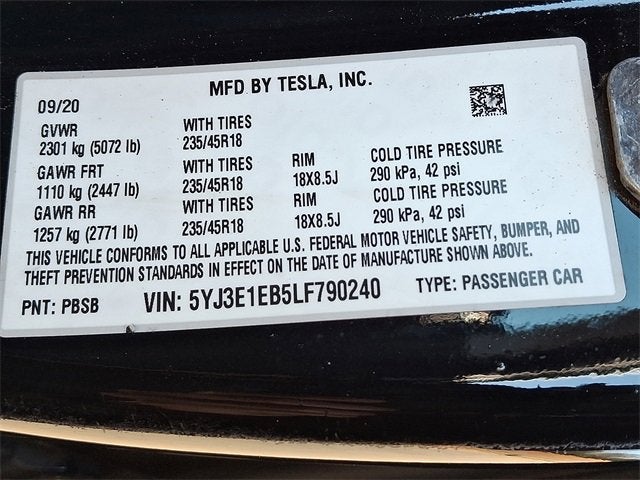 MFD BY TESLA, INC.
09/20
GVWR WITH TIRES
2301 kg (5072 lb) 235/45R18
GAWR FRT WITH TIRES RIM COLD TIRE PRESSURE
1110 kg (2447 lb) 235/45R18 18X8.5J 290 kPa, 42 psi
GAWR RR WITH TIRES RIM COLD TIRE PRESSURE
1257 kg (2771 lb) 235/45R18 18X8.5J 290 kPa, 42 psi
THIS VEHICLE CONFORMS TO ALL APPLICABLE U.S. FEDERAL MOTOR VEHICLE SAFETY, BUMPER, AND
THEFT PREVENTION STANDARDS IN EFFECT ON THE DATE OF MANUFACTURE SHOWN ABOVE.
PNT: PBSB VIN: 5YJ3E1EB5LF790240 TYPE: PASSENGER CAR